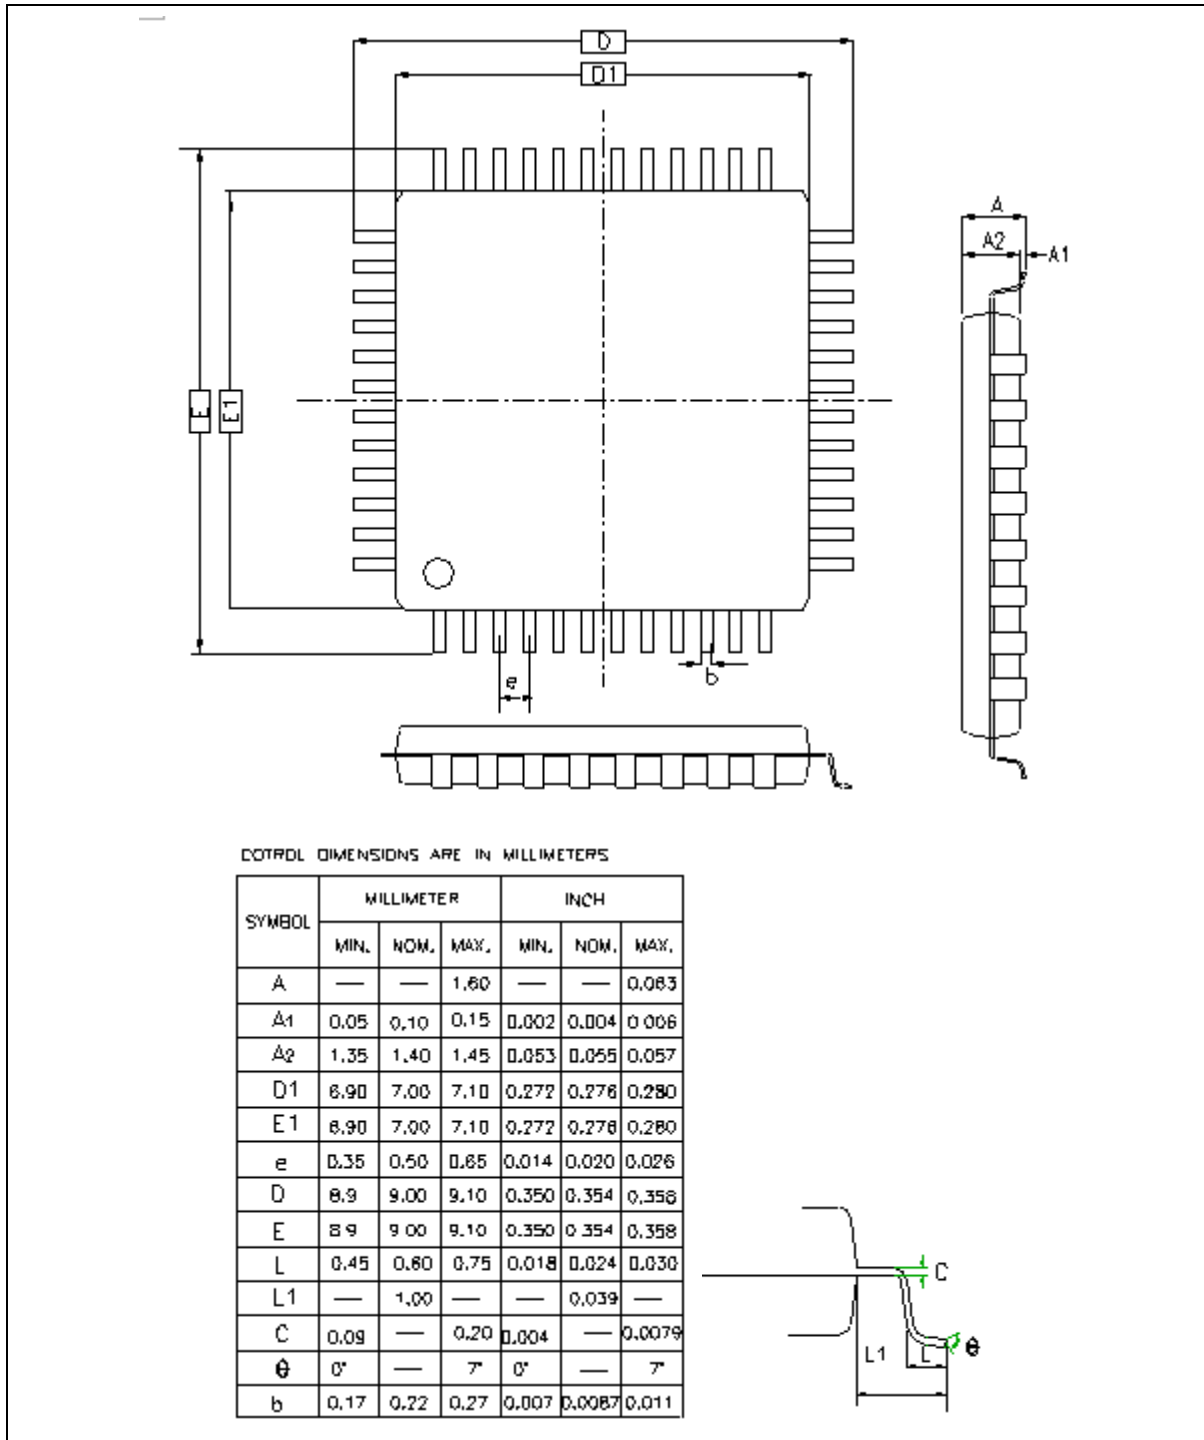 D
D1
A
A2
A1
E
E1
e
b
COTROL DIMENSIONS ARE IN MILLIMETERS
SYMBOL MILLIMETER INCH
MIN. NOM. MAX. MIN. NOM. MAX.
A — — 1.60 — — 0.063
A1 0.05 0.10 0.15 0.002 0.004 0.006
A2 1.35 1.40 1.45 0.053 0.055 0.057
D1 6.90 7.00 7.10 0.272 0.276 0.280
E1 6.90 7.00 7.10 0.272 0.276 0.280
e 0.35 0.50 0.65 0.014 0.020 0.026
D 8.9 9.00 9.10 0.350 0.354 0.358
E 8.9 9.00 9.10 0.350 0.354 0.358
L 0.45 0.60 0.75 0.018 0.024 0.030
L1 — 1.00 — — 0.039 —
C 0.09 — 0.20 0.004 — 0.0079
θ 0° — 7° 0° — 7°
b 0.17 0.22 0.27 0.007 0.0087 0.011
C
L1 L θ